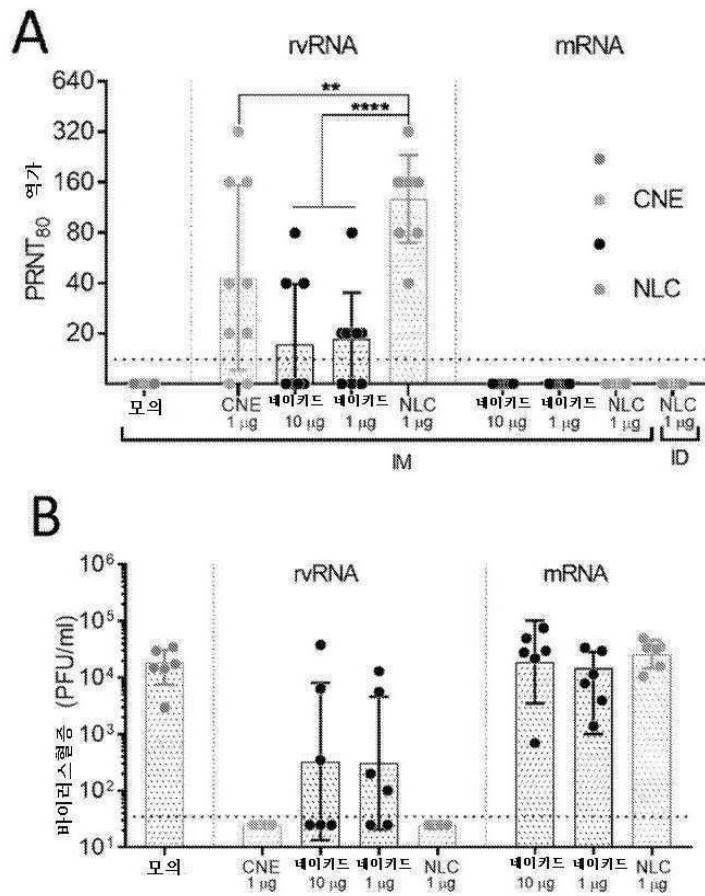 A
rvRNA
mRNA
PRNT80 역가
640
320
160
80
40
20
**
****
CNE
NLC
모의
CNE
1 µg
네이키드
10 µg
네이키드
1 µg
NLC
1 µg
네이키드
10 µg
네이키드
1 µg
NLC
1 µg
NLC
1 µg
IM
ID
B
rvRNA
mRNA
바이러스혈증 (PFU/ml)
10^6
10^5
10^4
10^3
10^2
10^1
모의
CNE
1 µg
네이키드
10 µg
네이키드
1 µg
NLC
1 µg
네이키드
10 µg
네이키드
1 µg
NLC
1 µg